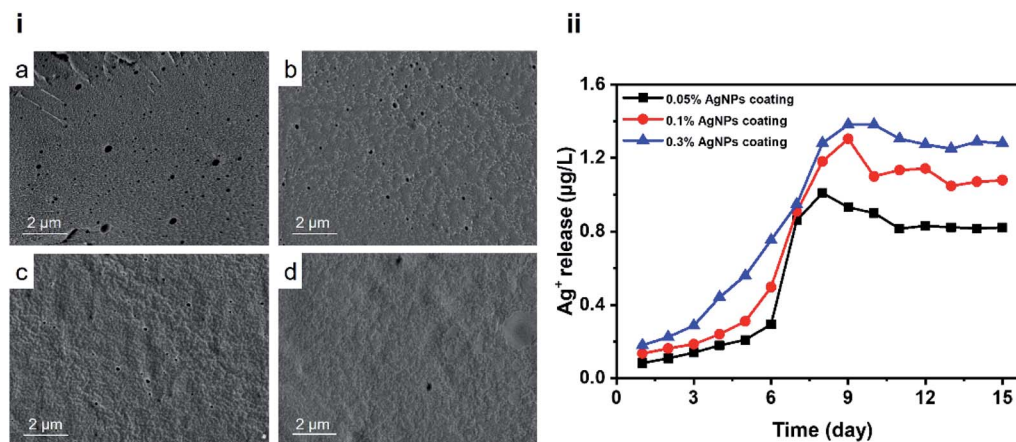 i
a
2 µm
b
2 µm
c
2 µm
d
2 µm
ii
Ag⁺ release (µg/L)
1.6
1.2
0.8
0.4
0.0
0.05% AgNPs coating
0.1% AgNPs coating
0.3% AgNPs coating
0 3 6 9 12 15
Time (day)